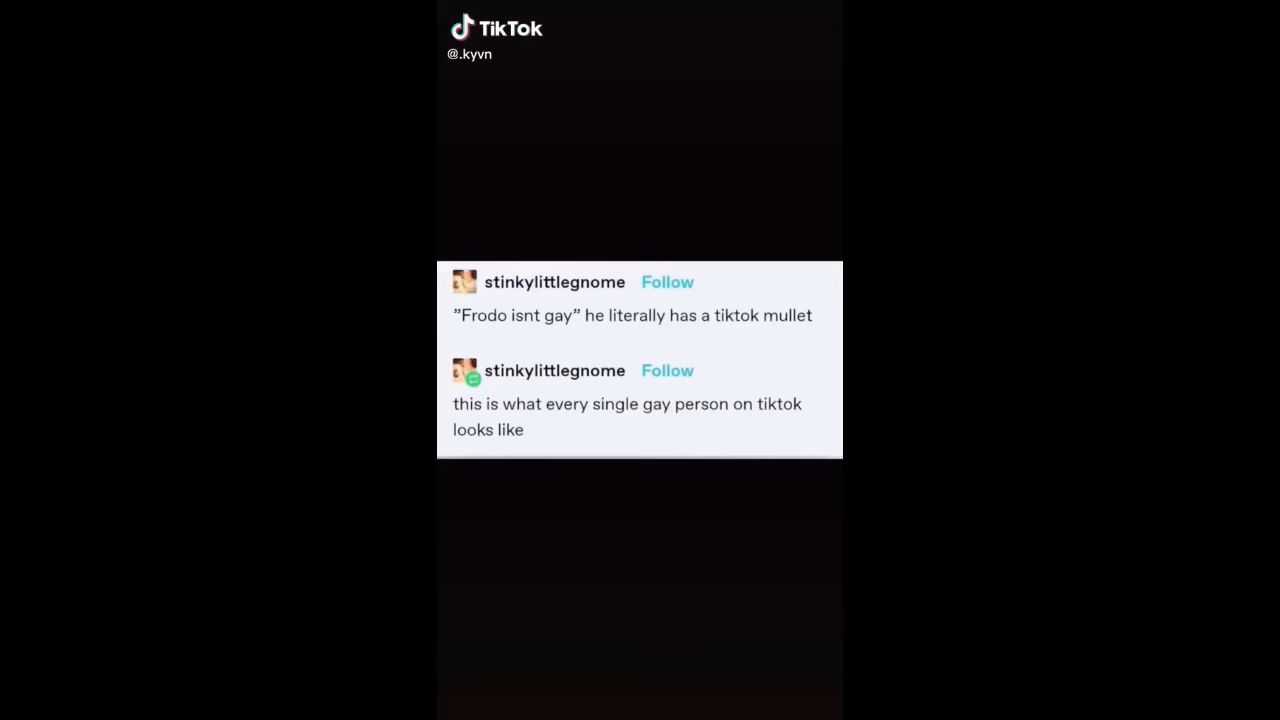 TikTok
@.kyvn
stinkylittlegnome Follow
”Frodo isnt gay” he literally has a tiktok mullet
stinkylittlegnome Follow
this is what every single gay person on tiktok
looks like